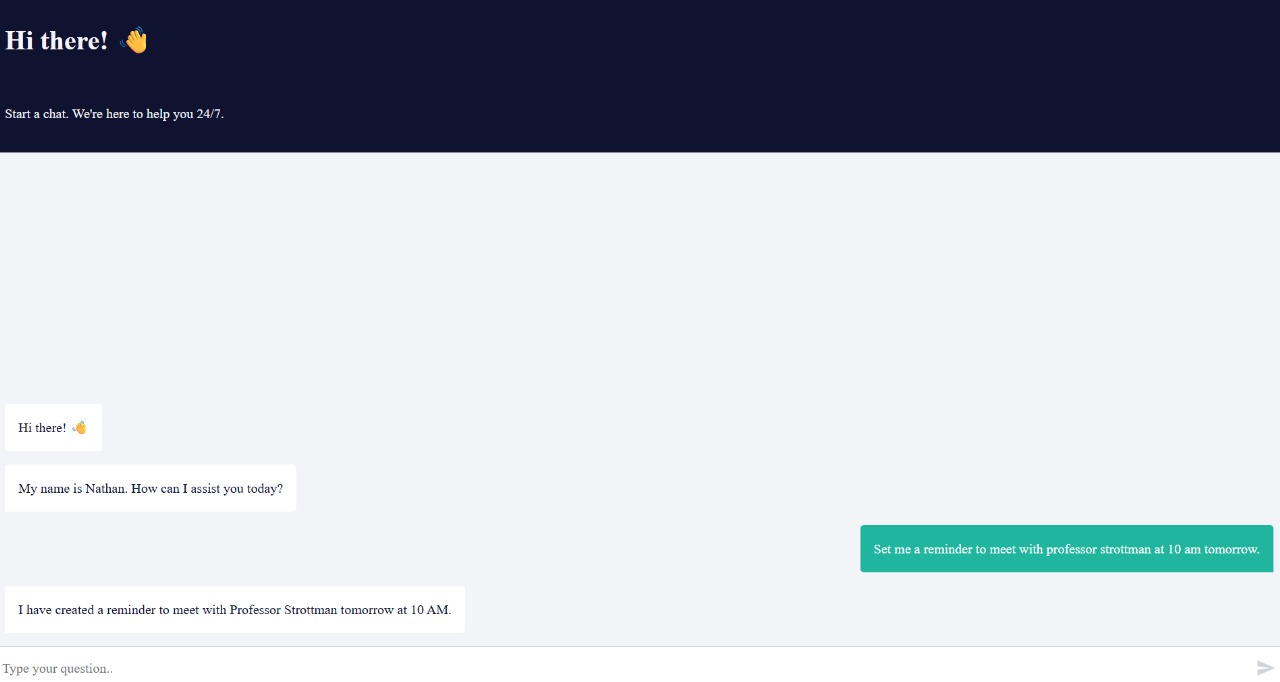 Hi there! 👋
Start a chat. We're here to help you 24/7.
Hi there! 👋
My name is Nathan. How can I assist you today?
Set me a reminder to meet with professor strottman at 10 am tomorrow.
I have created a reminder to meet with Professor Strottman tomorrow at 10 AM.
Type your question..